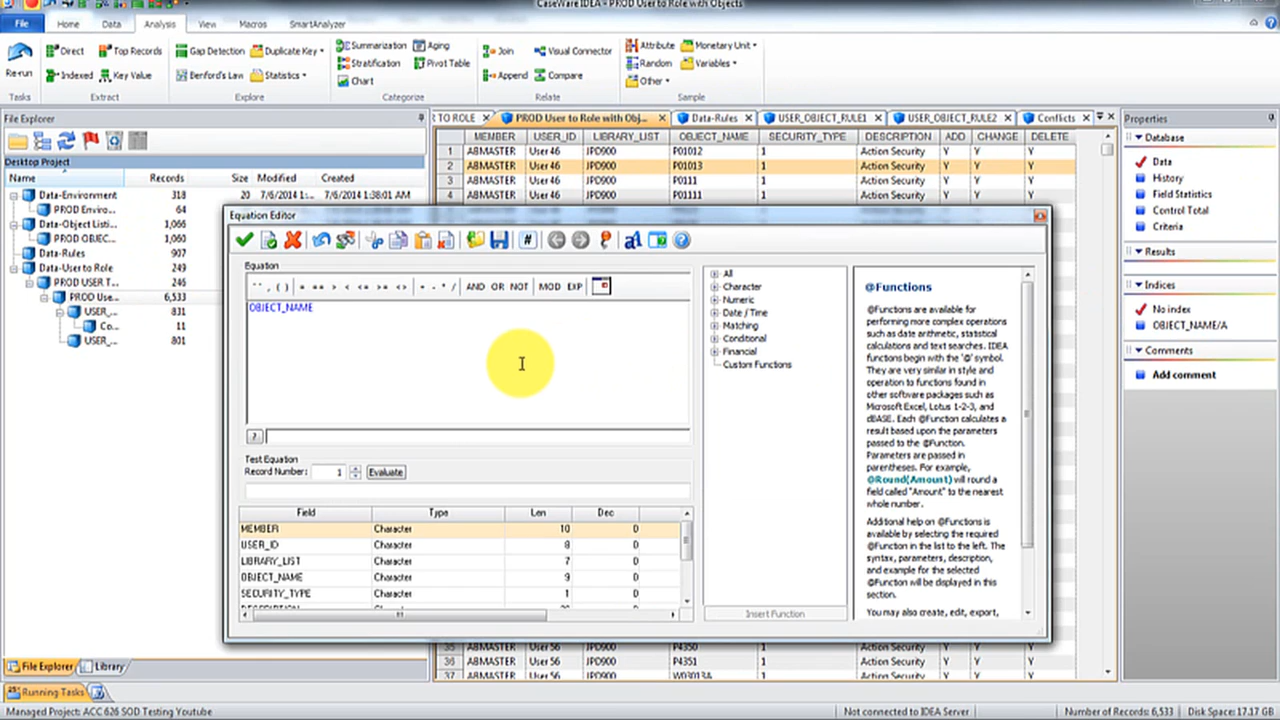 CaseWare IDEA - PROD User to Role with Objects
File Home Data Analysis View Macros SmartAnalyzer
Re-run
Tasks
Direct Top Records
Indexed Key Value
Extract
Gap Detection Duplicate Key
Benford's Law Statistics
Explore
Summarization Aging
Stratification Pivot Table
Chart
Categorize
Join Visual Connector
Append Compare
Relate
Attribute Monetary Unit
Random Variables
Other
Sample
File Explorer
Desktop Project
Name Records Size Modified Created
Data-Environment 318 20 7/6/2014 1:... 7/6/2014 1:38:01 AM
PROD Enviro... 64
Data-Object Listi... 1,066
PROD OBJEC... 1,060
Data-Rules 907
Data-User to Role 249
PROD USER T... 246
PROD Use... 6,533
USER_... 831
Co... 11
USER_... 801
File Explorer Library
T TO ROLE PROD User to Role with Obj... Data-Rules USER_OBJECT_RULE1 USER_OBJECT_RULE2 Conflicts
MEMBER USER_ID LIBRARY_LIST OBJECT_NAME SECURITY_TYPE DESCRIPTION ADD CHANGE DELETE
1 ABMASTER User 46 JPD900 P01012 1 Action Security Y Y Y
2 ABMASTER User 46 JPD900 P01013 1 Action Security Y Y Y
3 ABMASTER User 46 JPD900 P0111 1 Action Security Y Y Y
4 ABMASTER User 46 JPD900 P01111 1 Action Security Y Y Y
Equation Editor
Equation
"" , ( ) = == > < <= >= <> + - * / AND OR NOT MOD EXP
OBJECT_NAME
?
Test Equation
Record Number: 1 Evaluate
Field Type Len Dec
MEMBER Character 10 0
USER_ID Character 8 0
LIBRARY_LIST Character 7 0
OBJECT_NAME Character 9 0
SECURITY_TYPE Character 1 0
All
Character
Numeric
Date / Time
Matching
Conditional
Financial
Custom Functions
Insert Function
@Functions
@Functions are available for
performing more complex operations
such as date arithmetic, statistical
calculations and text searches. IDEA
functions begin with the '@' symbol.
They are very similar in style and
operation to functions found in
other software packages such as
Microsoft Excel, Lotus 1-2-3, and
dBASE. Each @Function calculates a
result based upon the parameters
passed to the @Function.
Parameters are passed in
parentheses. For example,
@Round(Amount) will round a
field called "Amount" to the nearest
whole number.
Additional help on @Functions is
available by selecting the required
@Function in the list to the left. The
syntax, parameters, description,
and example for the selected
@Function will be displayed in this
section.
You may also create, edit, export,
35 ABMASTER User 56 JPD900 P4350 1 Action Security Y Y Y
36 ABMASTER User 56 JPD900 P4351 1 Action Security Y Y Y
37 ABMASTER User 56 JPD900 W03013A 1 Action Security Y Y Y
Properties
Database
Data
History
Field Statistics
Control Total
Criteria
Results
Indices
No index
OBJECT_NAME/A
Comments
Add comment
Running Tasks
Managed Project: ACC 626 SOD Testing Youtube Not connected to IDEA Server Number of Records: 6,533 Disk Space: 17.17 GB